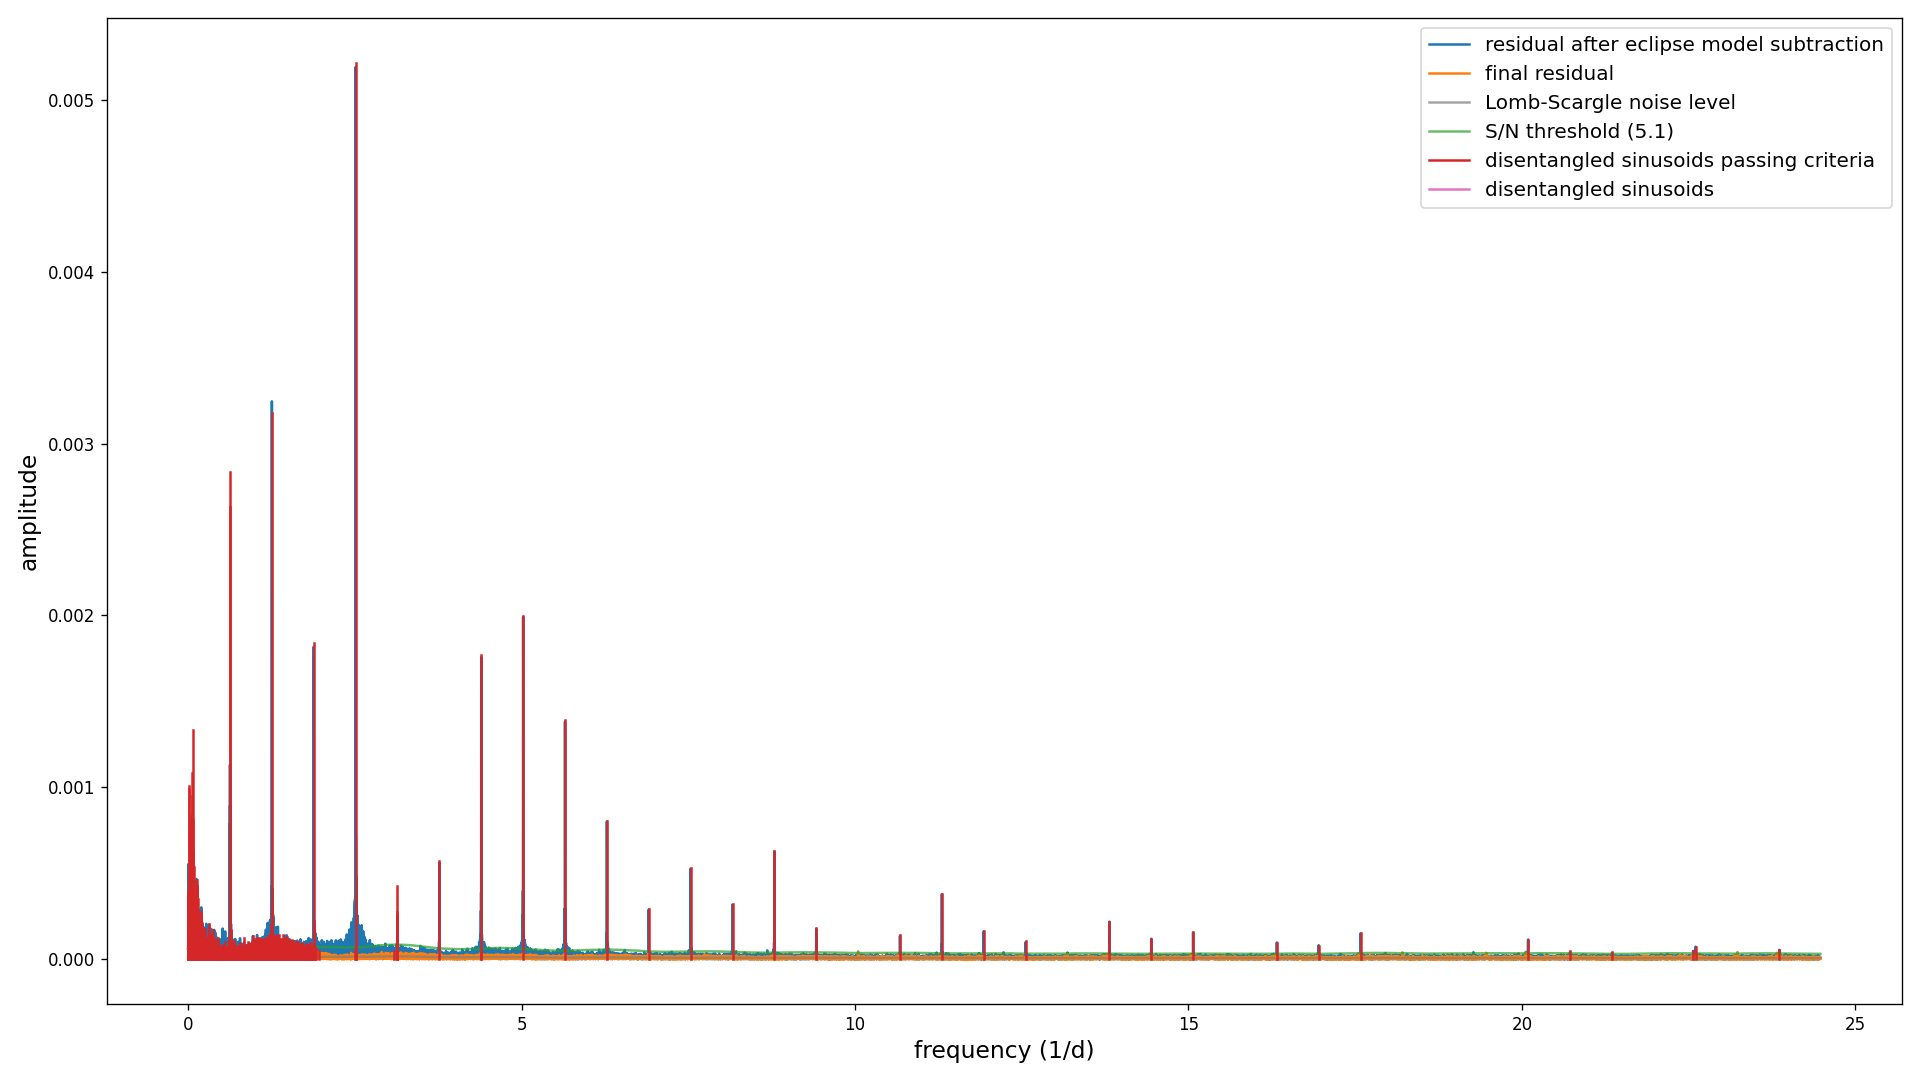 residual after eclipse model subtraction
final residual
Lomb-Scargle noise level
S/N threshold (5.1)
disentangled sinusoids passing criteria
disentangled sinusoids
0.005
0.004
0.003
0.002
0.001
0.000
amplitude
0 5 10 15 20 25
frequency (1/d)